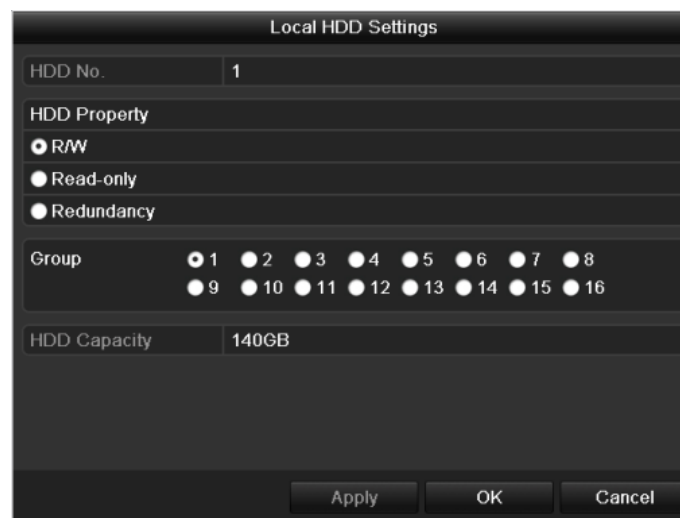 Local HDD Settings
HDD No. 1
HDD Property
R/W
Read-only
Redundancy
Group 1 2 3 4 5 6 7 8
9 10 11 12 13 14 15 16
HDD Capacity 140GB
Apply OK Cancel